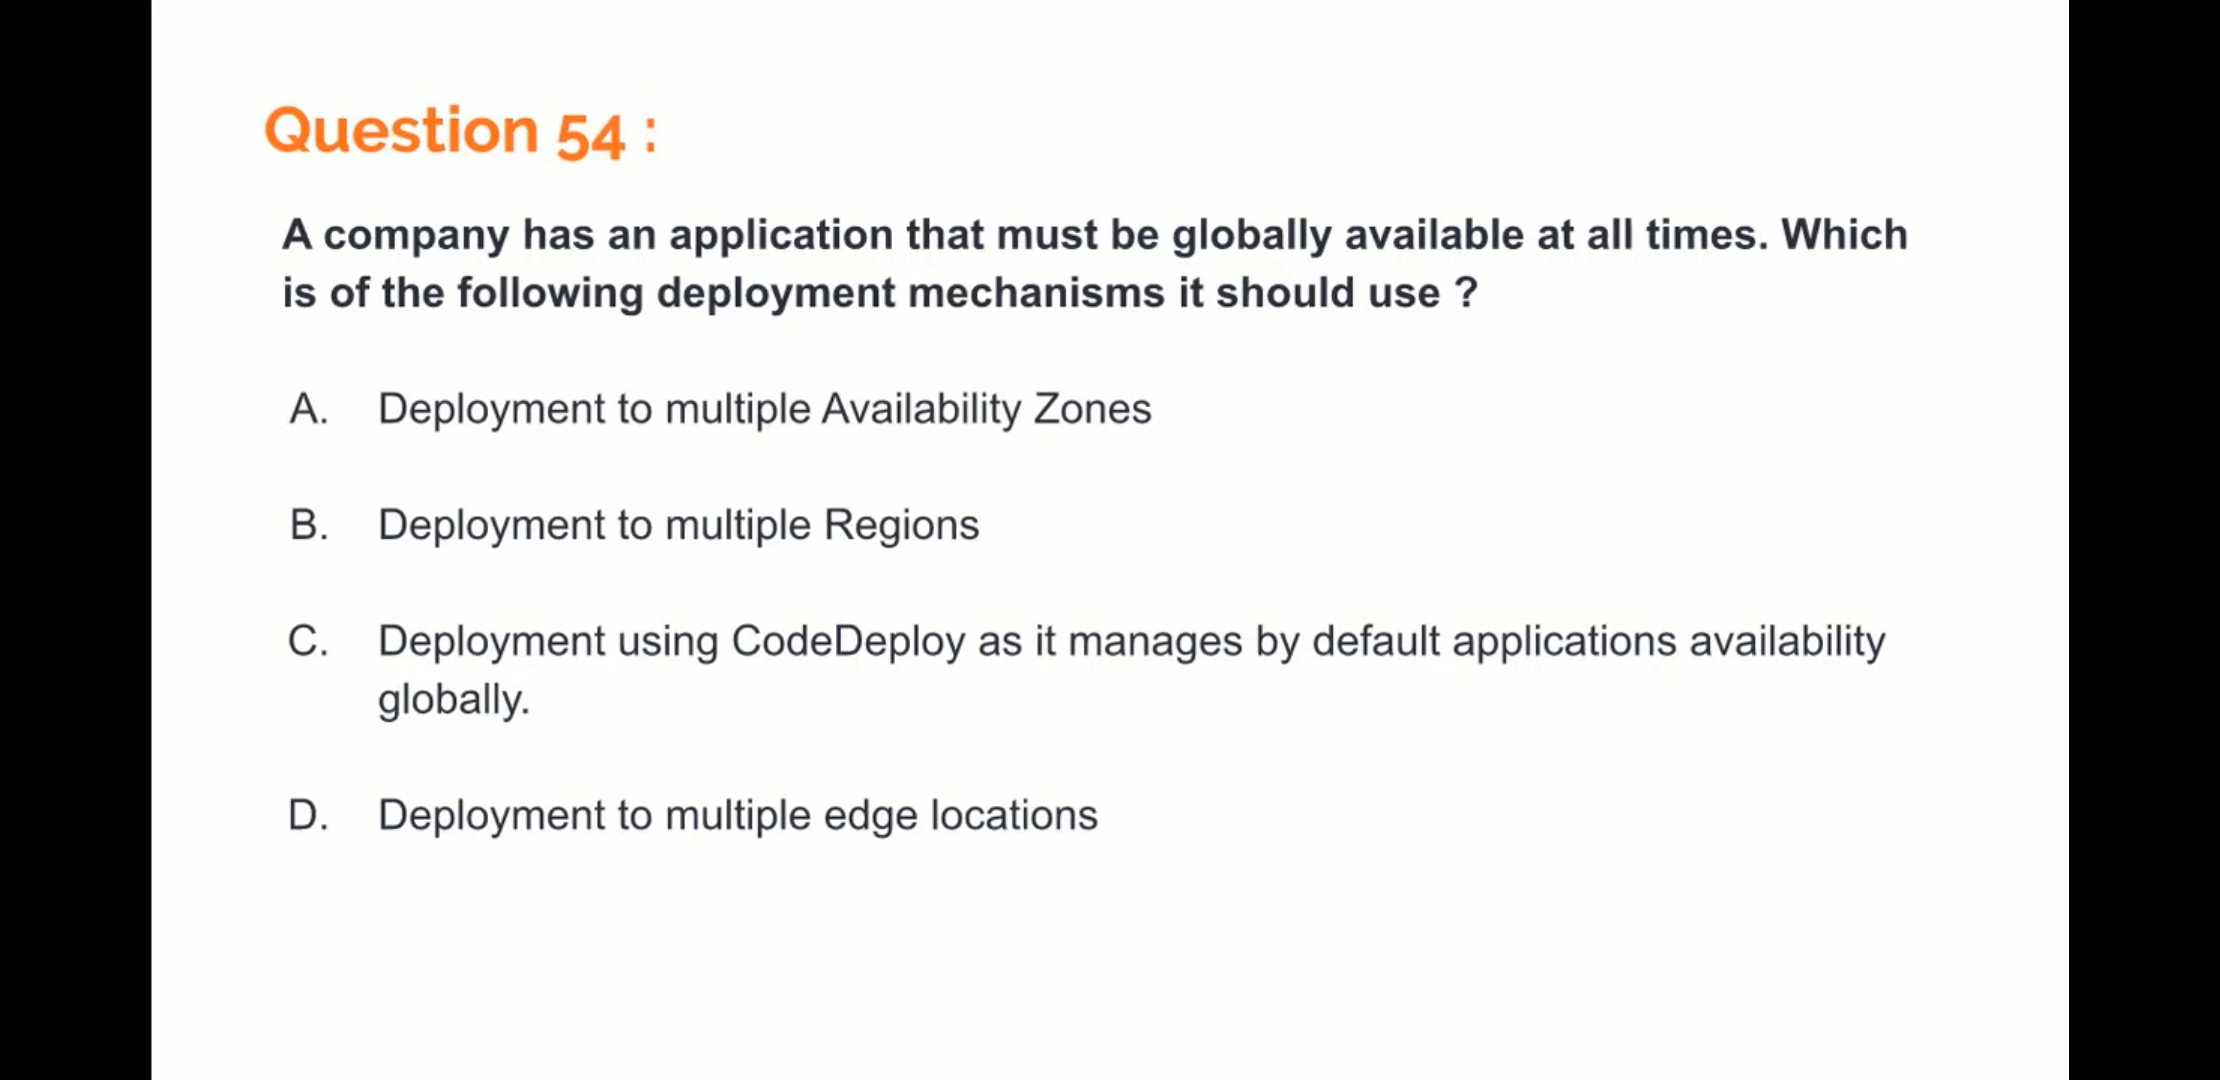 Question 54 :
A company has an application that must be globally available at all times. Which
is of the following deployment mechanisms it should use ?
A. Deployment to multiple Availability Zones
B. Deployment to multiple Regions
C. Deployment using CodeDeploy as it manages by default applications availability
globally.
D. Deployment to multiple edge locations